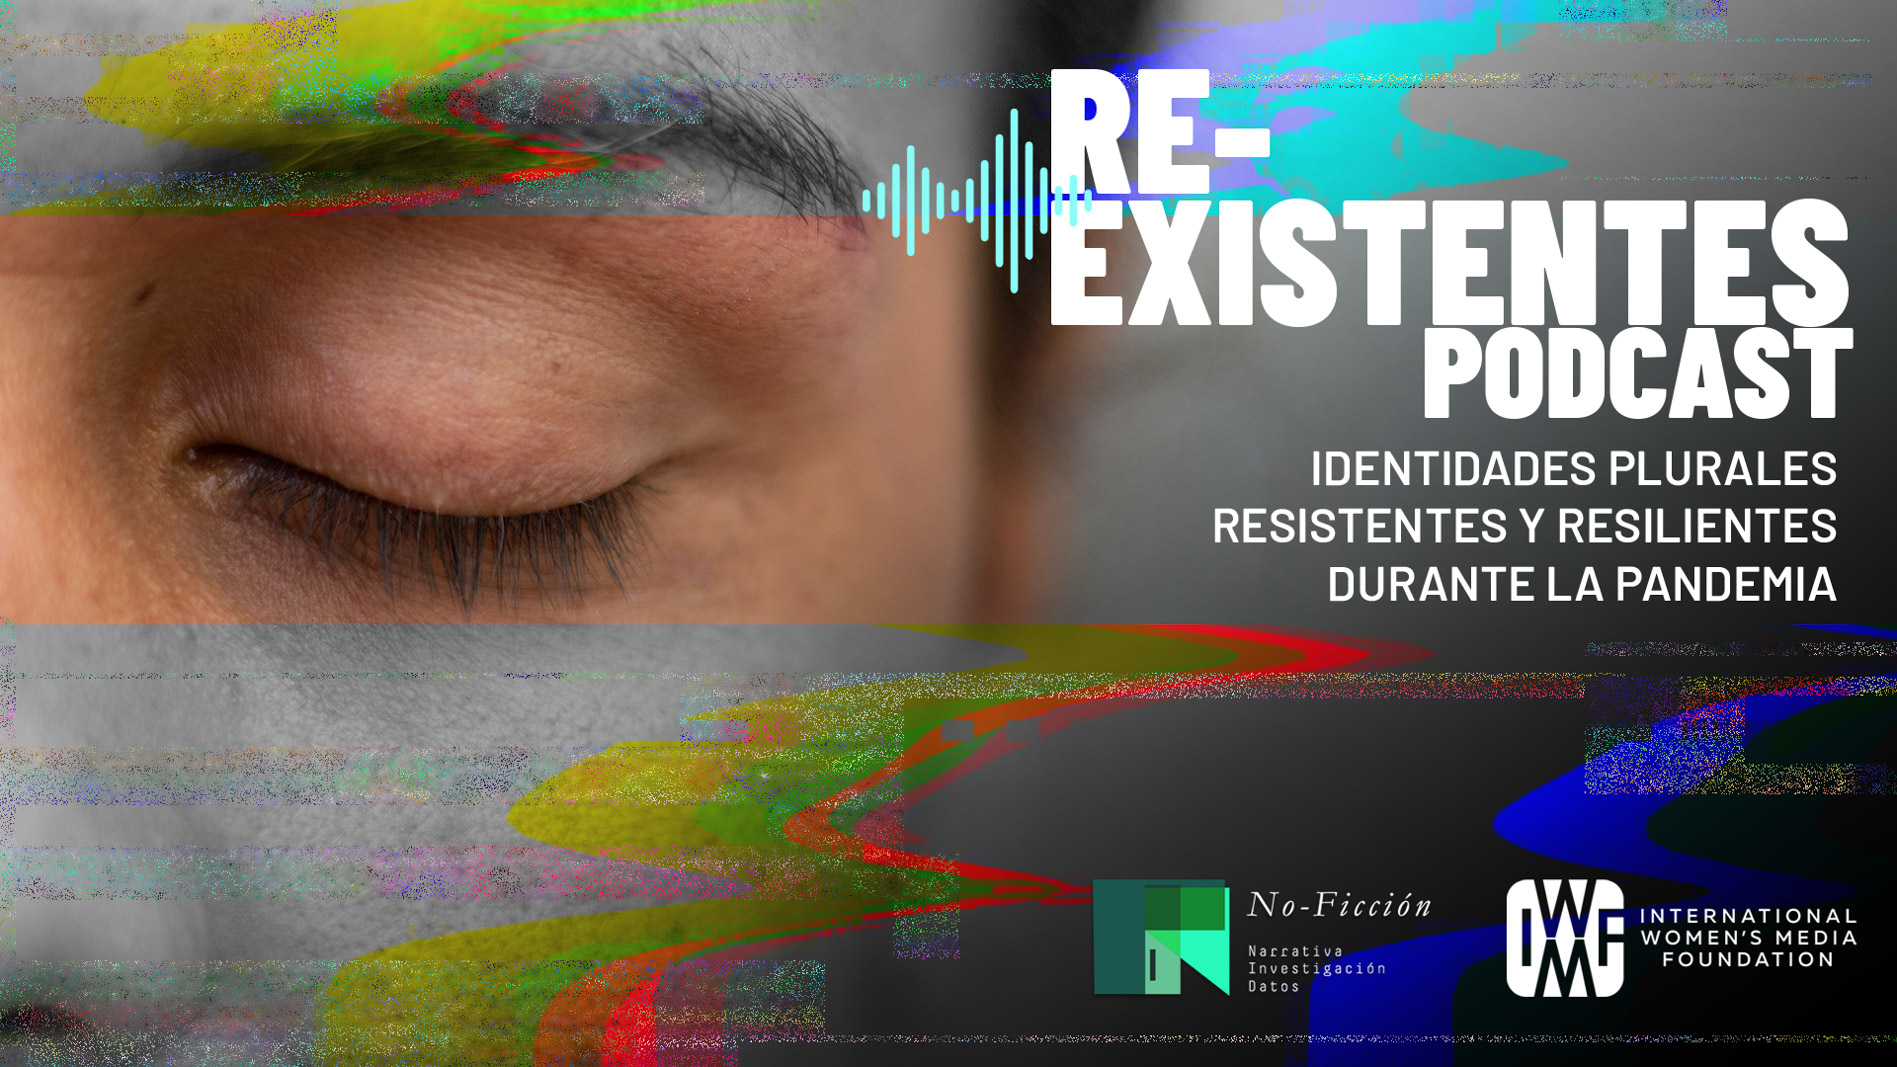 RE-
EXISTENTES
PODCAST
IDENTIDADES PLURALES
RESISTENTES Y RESILIENTES
DURANTE LA PANDEMIA
No-Ficción
Narrativa
Investigación
Datos
IWMF
INTERNATIONAL
WOMEN'S MEDIA
FOUNDATION